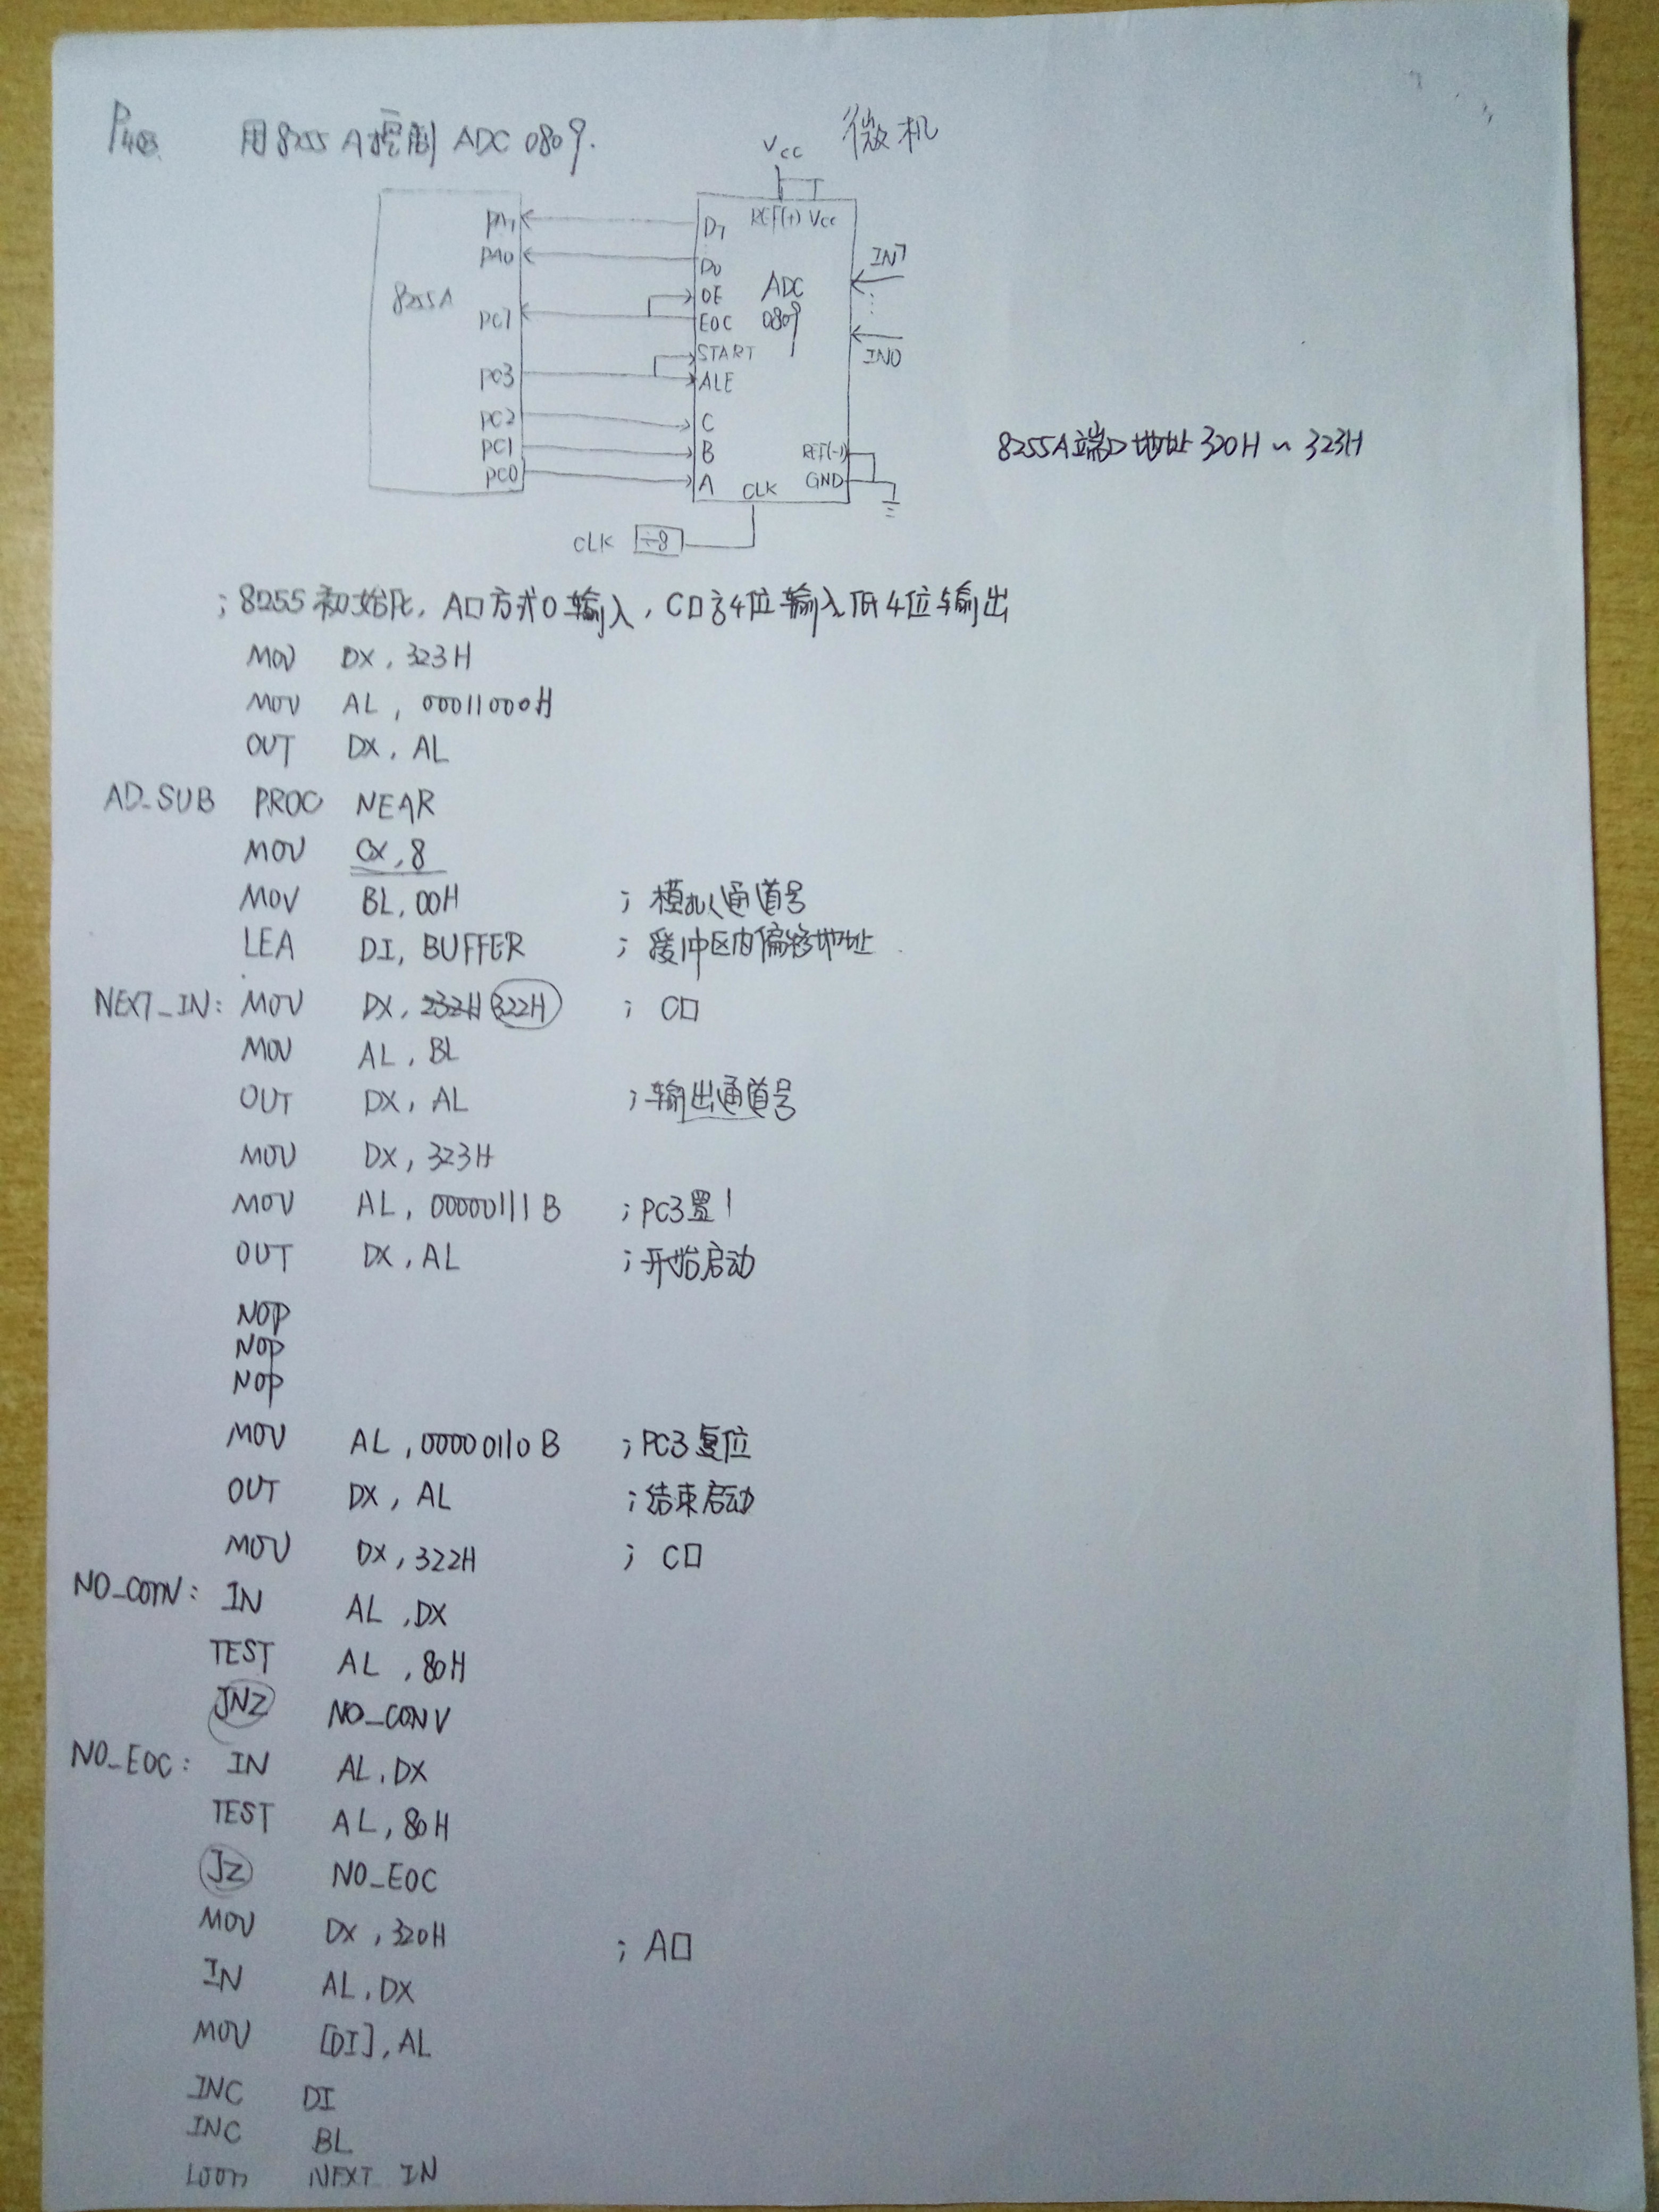 P403 用8255A控制 ADC 0809. 微机
Vcc
PA7 D7 REF(+) Vcc
PA0 D0 IN7
8255A OE ADC
PC7 EOC 0809
START IN0
PC3 ALE
PC2 C
PC1 B REF(-)
PC0 A CLK GND
8255A端口地址 320H ~ 323H
CLK ÷8
;8255初始化, A口方式0输入, C口高4位输入低4位输出
MOV DX, 323H
MOV AL, 00011000H
OUT DX, AL
AD_SUB PROC NEAR
MOV CX, 8
MOV BL, 00H ; 模拟通道号
LEA DI, BUFFER ; 缓冲区内偏移地址
NEXT_IN: MOV DX, 232H 322H ; C口
MOV AL, BL
OUT DX, AL ;输出通道号
MOV DX, 323H
MOV AL, 00000111B ;PC3置1
OUT DX, AL ;开始启动
NOP
NOP
NOP
MOV AL, 00000110B ;PC3复位
OUT DX, AL ;结束启动
MOV DX, 322H ; C口
NO_CONV: IN AL, DX
TEST AL, 80H
JNZ NO_CONV
NO_EOC: IN AL, DX
TEST AL, 80H
JZ NO_EOC
MOV DX, 320H ; A口
IN AL, DX
MOV [DI], AL
INC DI
INC BL
LOOP NEXT_IN